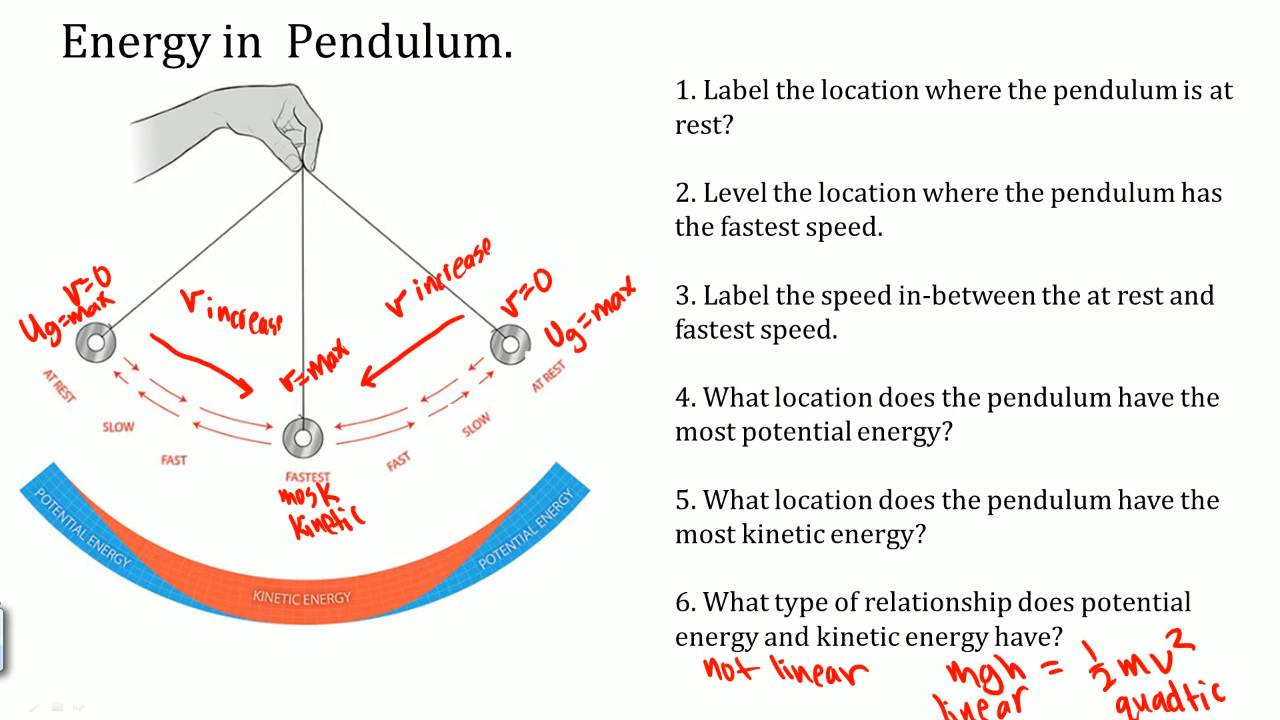 Energy in Pendulum.
1. Label the location where the pendulum is at
rest?
2. Level the location where the pendulum has
the fastest speed.
3. Label the speed in-between the at rest and
fastest speed.
4. What location does the pendulum have the
most potential energy?
5. What location does the pendulum have the
most kinetic energy?
6. What type of relationship does potential
energy and kinetic energy have?
not linear
mgh = ½mv²
linear
quadtic
v=0
Ug=max
v increase
v=max
v increase
v=0
Ug=max
AT REST
SLOW
FAST
FASTEST
FAST
SLOW
AT REST
most K
kinetic
POTENTIAL ENERGY
KINETIC ENERGY
POTENTIAL ENERGY